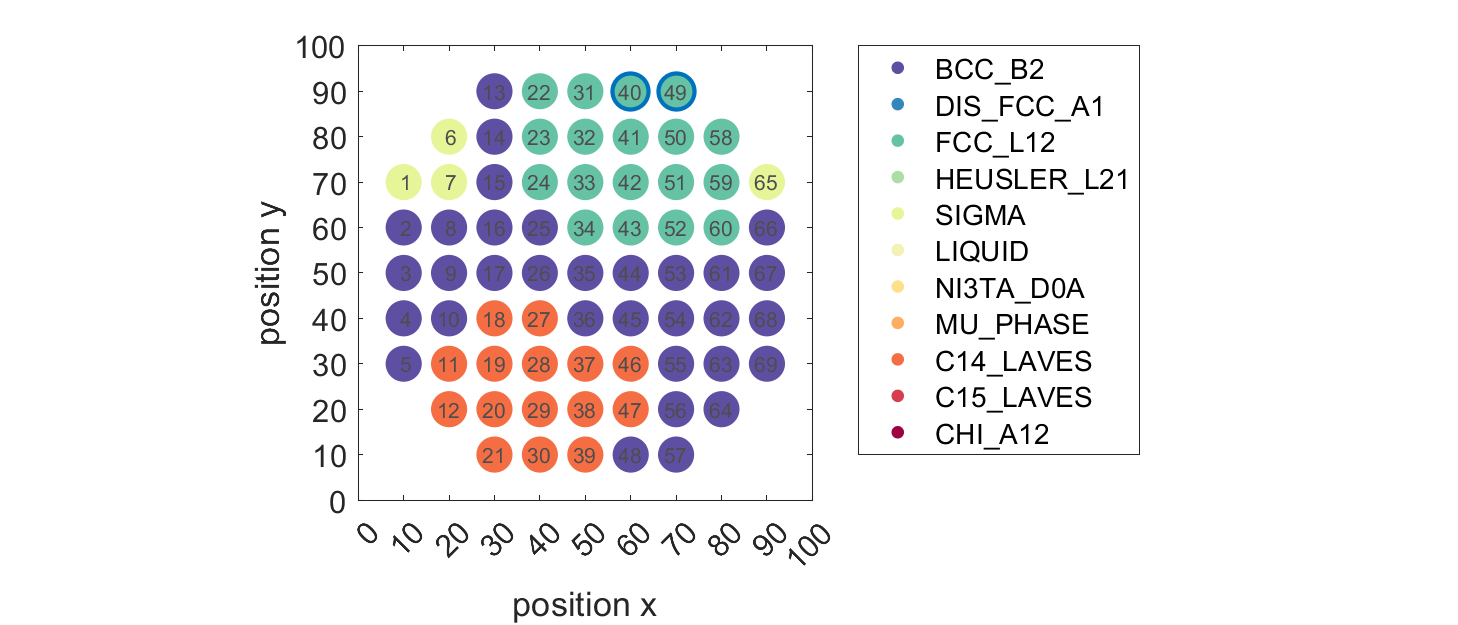 100
90
80
70
60
50
40
30
20
10
0
position y
13 22 31 40 49
6 14 23 32 41 50 58
1 7 15 24 33 42 51 59 65
2 8 16 25 34 43 52 60 66
3 9 17 26 35 44 53 61 67
4 10 18 27 36 45 54 62 68
5 11 19 28 37 46 55 63 69
12 20 29 38 47 56 64
21 30 39 48 57
0 10 20 30 40 50 60 70 80 90 100
position x
BCC_B2
DIS_FCC_A1
FCC_L12
HEUSLER_L21
SIGMA
LIQUID
NI3TA_D0A
MU_PHASE
C14_LAVES
C15_LAVES
CHI_A12